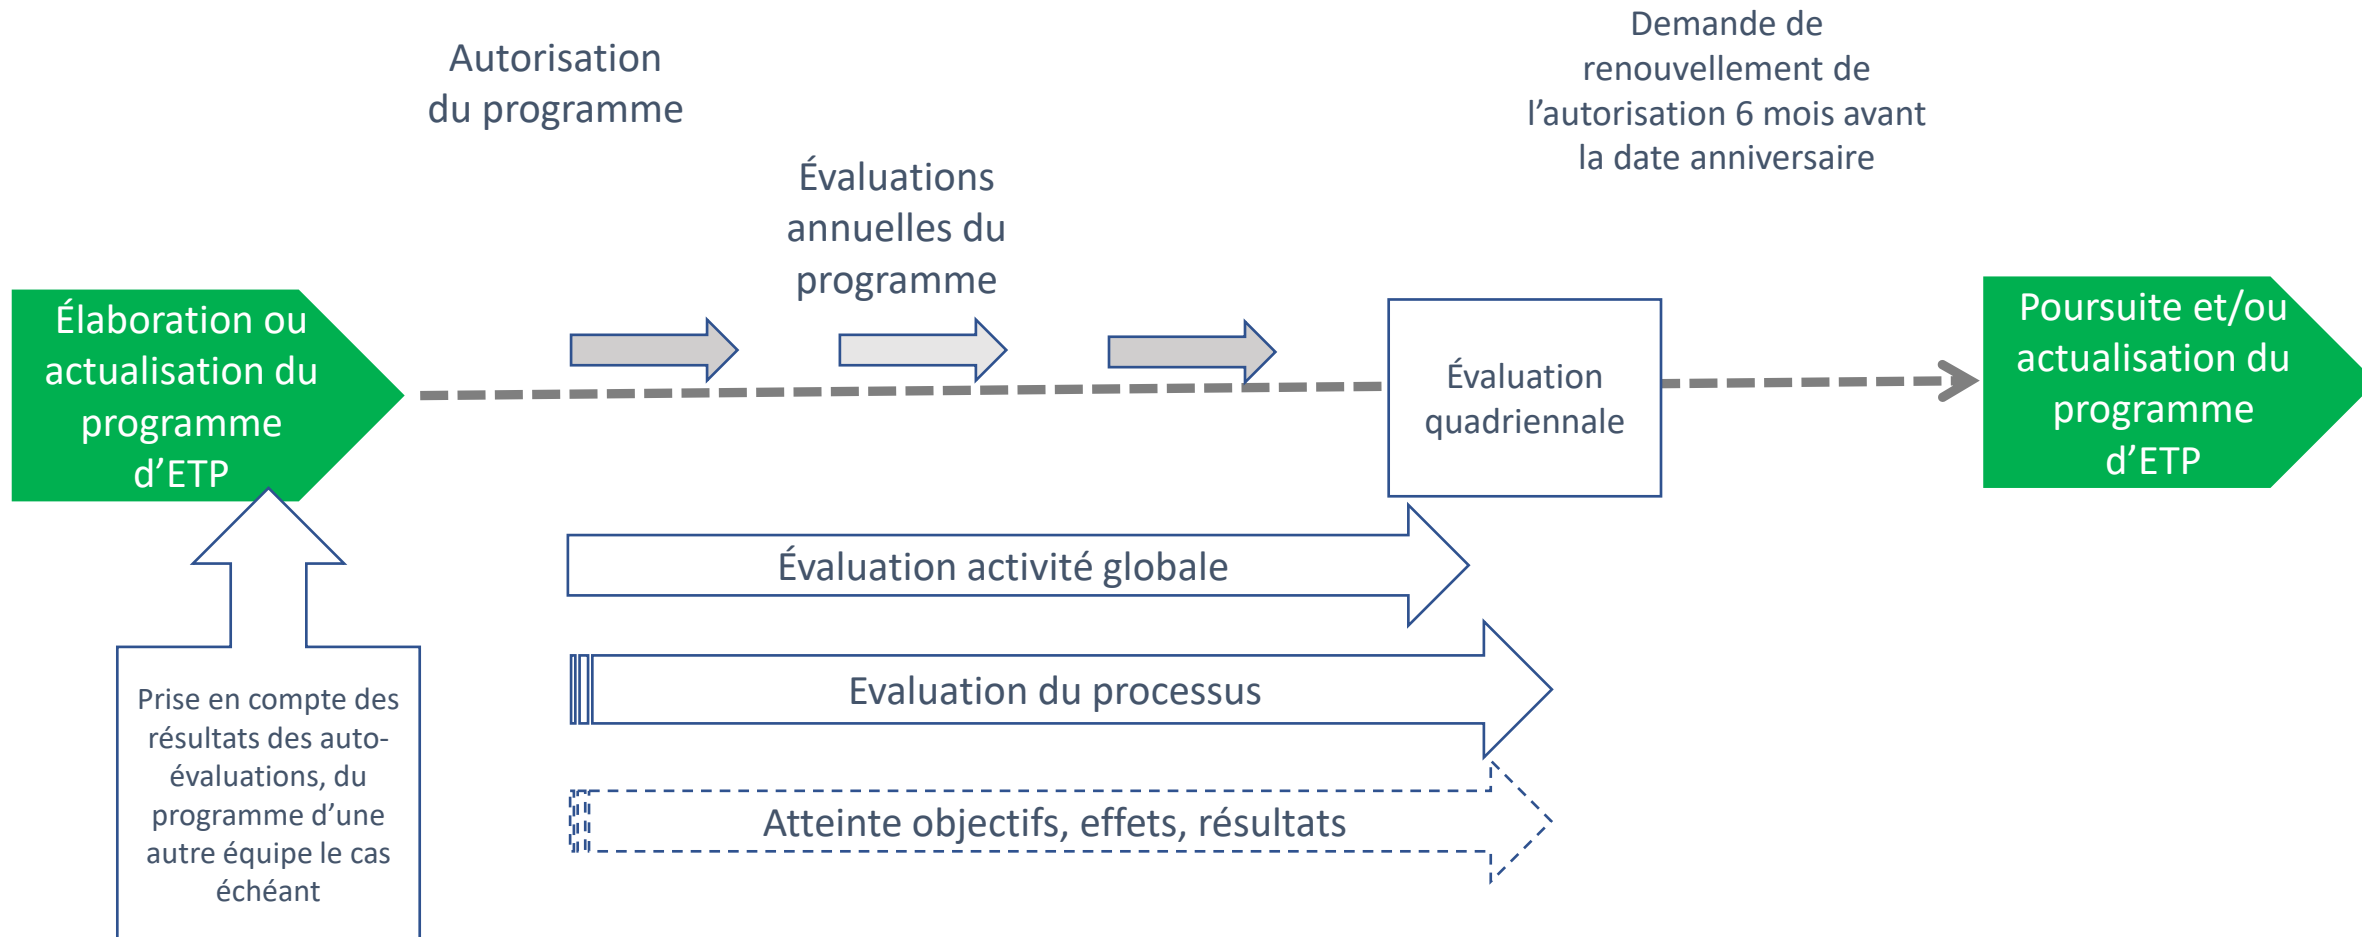 Autorisation
du programme
Demande de
renouvellement de
l’autorisation 6 mois avant
la date anniversaire
Évaluations
annuelles du
programme
Élaboration ou
actualisation du
programme
d’ETP
Évaluation
quadriennale
Poursuite et/ou
actualisation du
programme
d’ETP
Évaluation activité globale
Evaluation du processus
Atteinte objectifs, effets, résultats
Prise en compte des
résultats des auto-
évaluations, du
programme d’une
autre équipe le cas
échéant